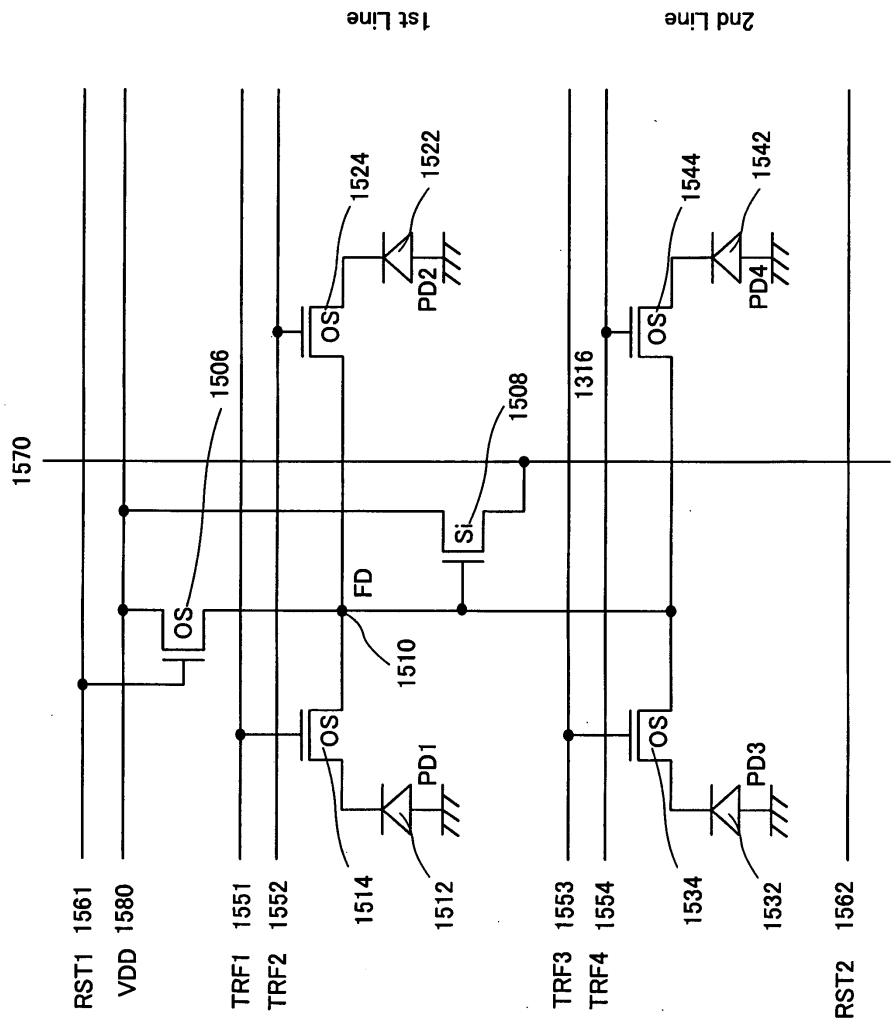 1570
1506
1524
1522
OS
OS
PD2
FD
1510
OS
PD1
1514
1512
Si
1508
1316
1544
1542
OS
PD4
OS
PD3
1534
1532
RST1 1561
VDD 1580
TRF1 1551
TRF2 1552
TRF3 1553
TRF4 1554
RST2 1562
1st Line
2nd Line